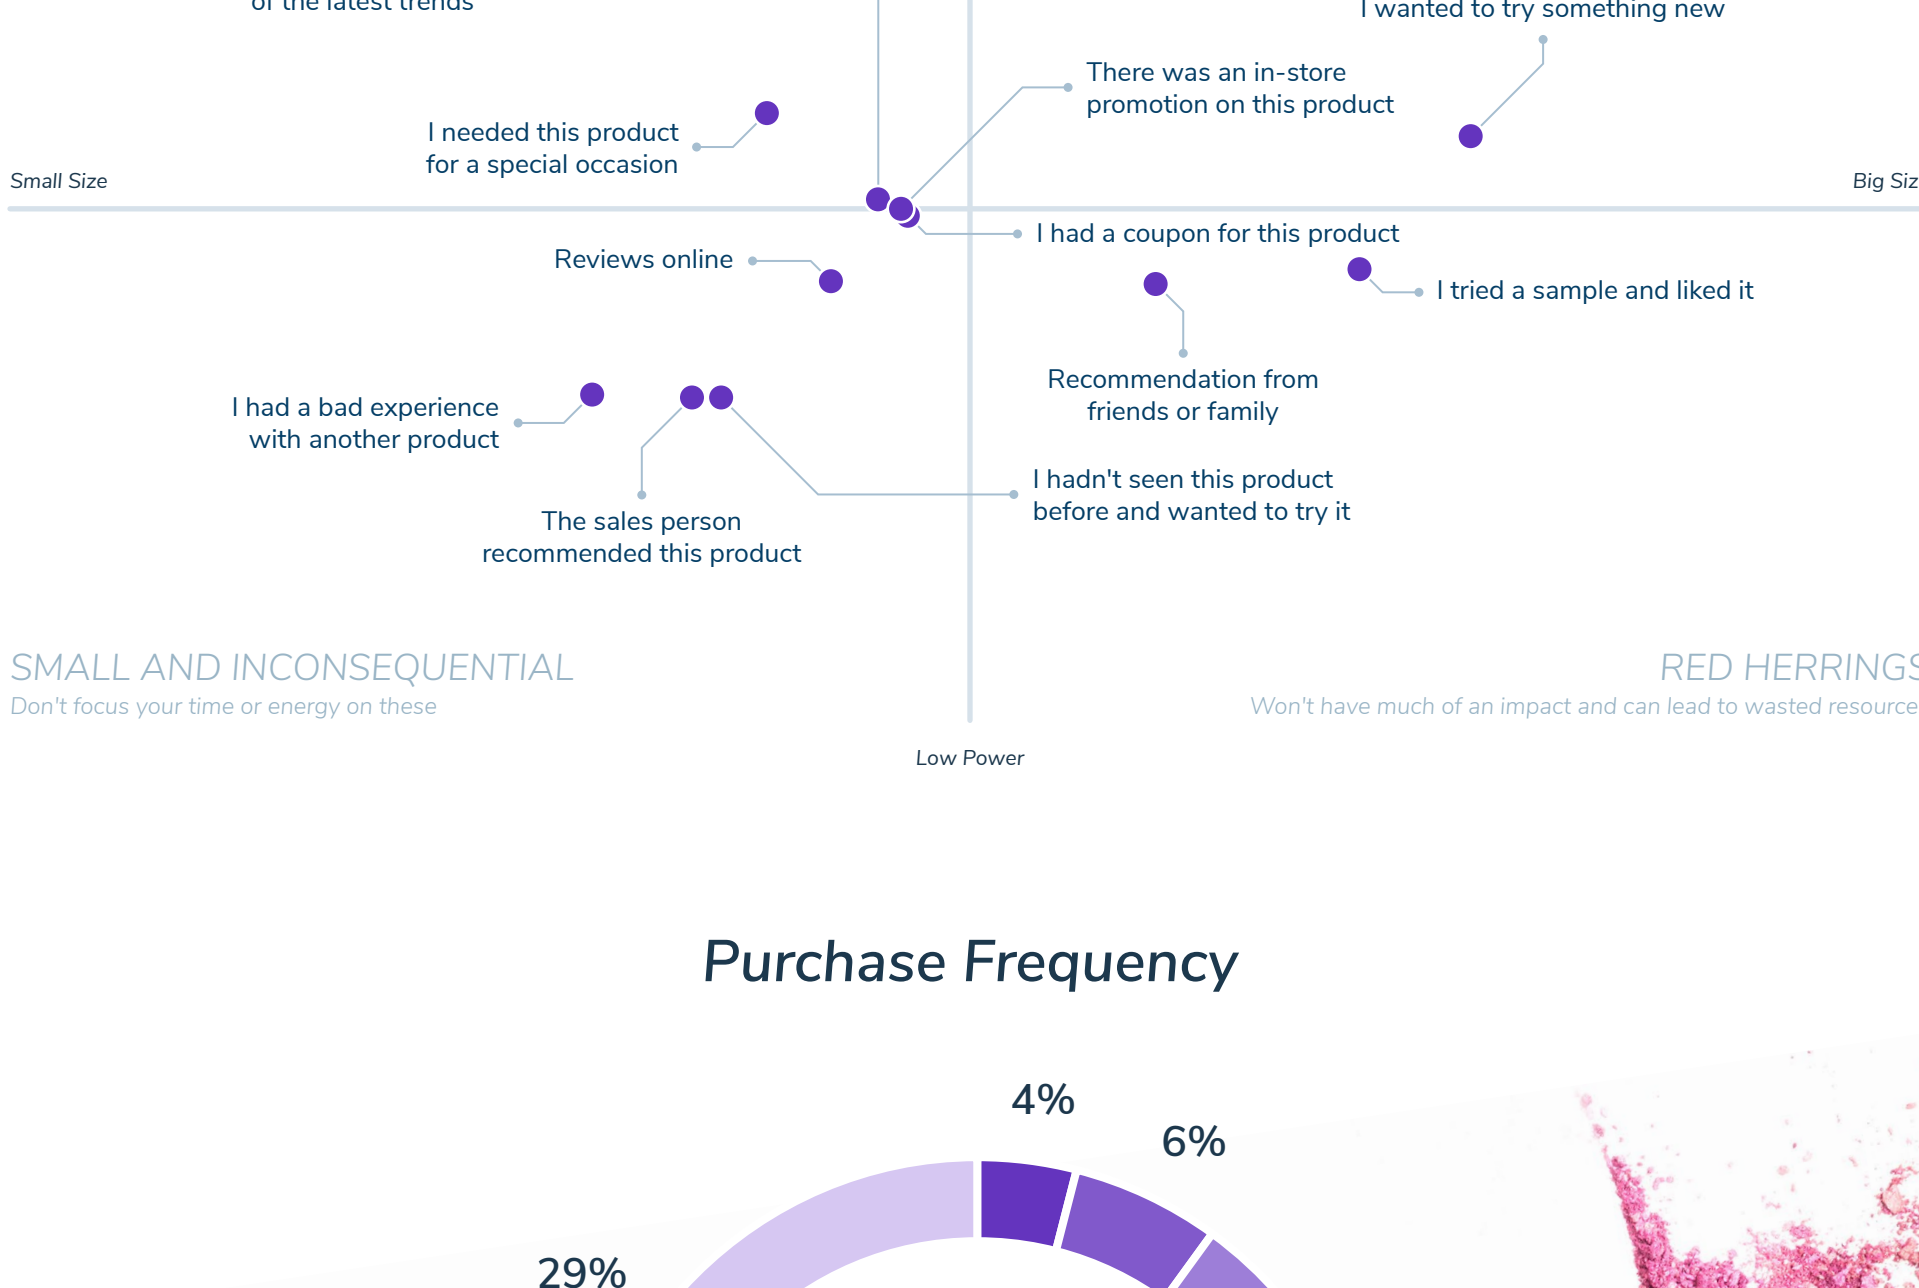 of the latest trends
I wanted to try something new
There was an in-store
promotion on this product
I needed this product
for a special occasion
Small Size
Big Siz
I had a coupon for this product
Reviews online
I tried a sample and liked it
Recommendation from
friends or family
I had a bad experience
with another product
I hadn't seen this product
before and wanted to try it
The sales person
recommended this product
SMALL AND INCONSEQUENTIAL
Don't focus your time or energy on these
RED HERRINGS
Won't have much of an impact and can lead to wasted resource
Low Power
Purchase Frequency
4%
6%
29%